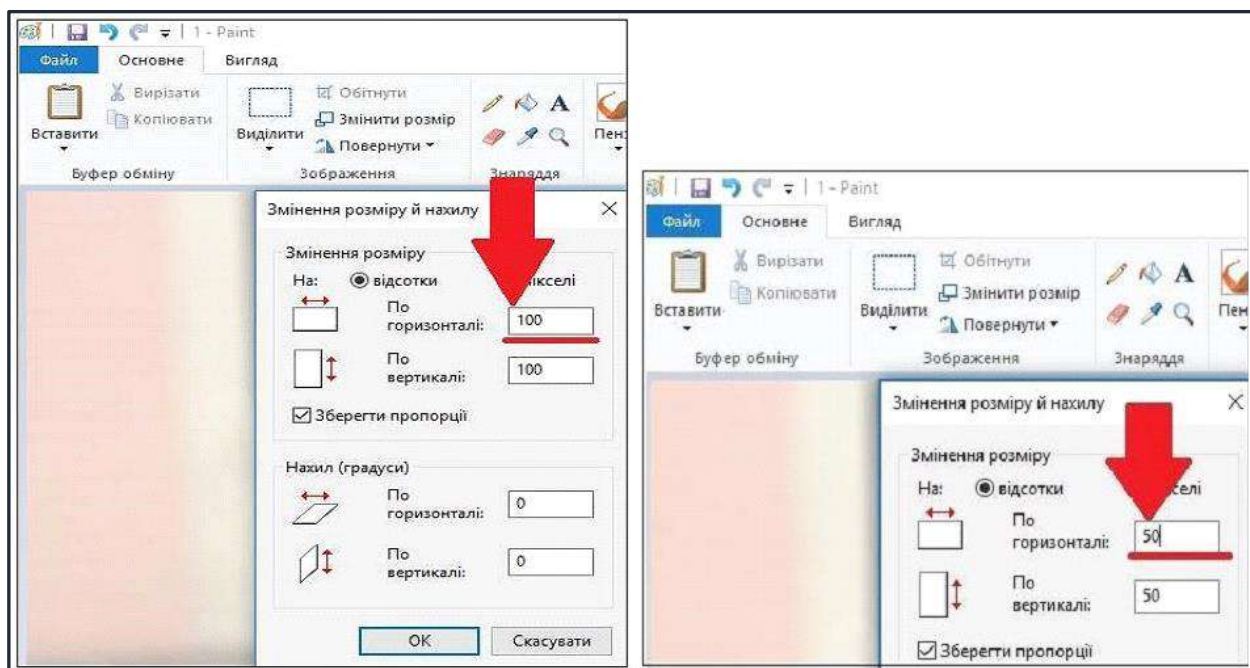 1 - Paint
Файл Основне Вигляд
Вирізати
Копіювати
Вставити
Буфер обміну
Обітнути
Змінити розмір
Повернути
Виділити
Зображення
A
Знаряддя
Змінення розміру й нахилу
Змінення розміру
На: відсотки
По
горизонталі: 100
По
вертикалі: 100
Зберегти пропорції
Нахил (градуси)
По
горизонталі: 0
По
вертикалі: 0
OK Скасувати
1 - Paint
Файл Основне Вигляд
Вирізати
Копіювати
Вставити
Буфер обміну
Обітнути
Змінити розмір
Повернути
Виділити
Зображення
A
Знаряддя
Змінення розміру й нахилу
Змінення розміру
На: відсотки
По
горизонталі: 50
По
вертикалі: 50
Зберегти пропорції